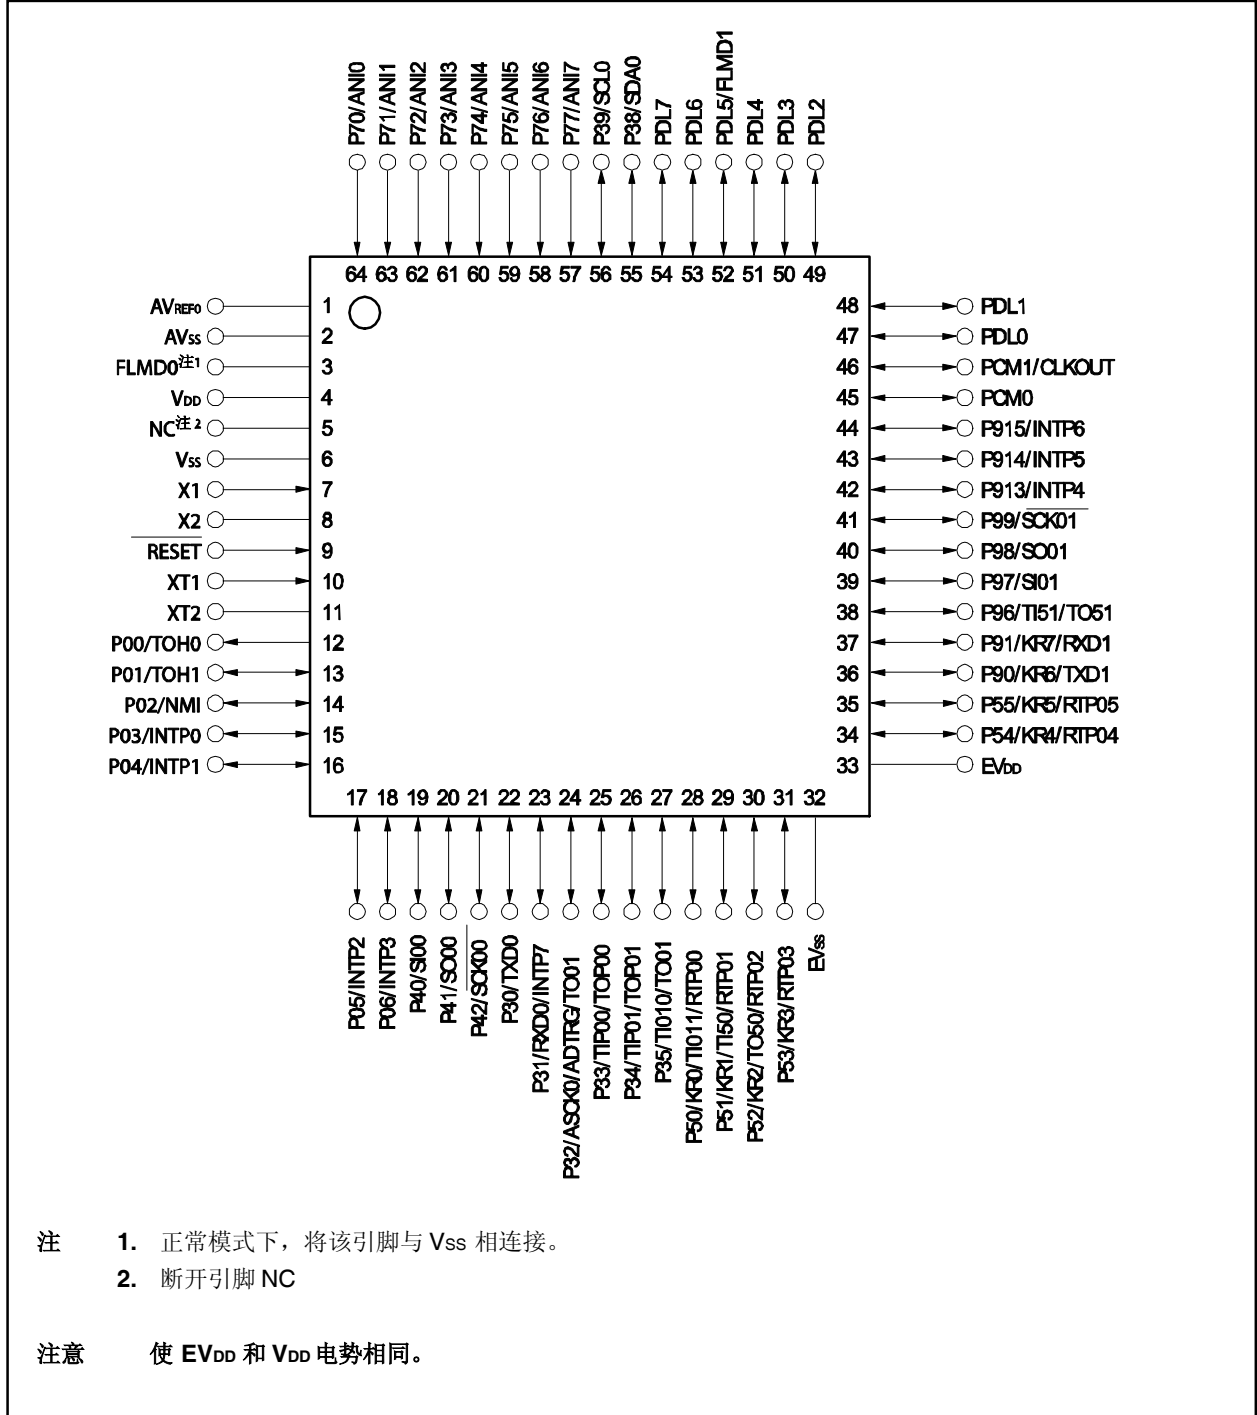 P70/ANI0
P71/ANI1
P72/ANI2
P73/ANI3
P74/ANI4
P75/ANI5
P76/ANI6
P77/ANI7
P39/SCL0
P38/SDA0
PDL7
PDL6
PDL5/FLMD1
PDL4
PDL3
PDL2
64 63 62 61 60 59 58 57 56 55 54 53 52 51 50 49
AVREF0 1
AVSS 2
FLMD0注1 3
VDD 4
NC注2 5
VSS 6
X1 7
X2 8
RESET 9
XT1 10
XT2 11
P00/TOH0 12
P01/TOH1 13
P02/NMI 14
P03/INTP0 15
P04/INTP1 16
48 PDL1
47 PDL0
46 PCM1/CLKOUT
45 PCM0
44 P915/INTP6
43 P914/INTP5
42 P913/INTP4
41 P99/SCK01
40 P98/SO01
39 P97/SI01
38 P96/TI51/TO51
37 P91/KR7/RXD1
36 P90/KR6/TXD1
35 P55/KR5/RTP05
34 P54/KR4/RTP04
33 EVDD
17 18 19 20 21 22 23 24 25 26 27 28 29 30 31 32
P05/INTP2
P06/INTP3
P40/SI00
P41/SO00
P42/SCK00
P30/TXD0
P31/RXD0/INTP7
P32/ASCK0/ADTRG/TO01
P33/TIP00/TOP00
P34/TIP01/TOP01
P35/TI010/TO01
P50/KR0/TI011/RTP00
P51/KR1/TI50/RTP01
P52/KR2/TO50/RTP02
P53/KR3/RTP03
EVSS
注 1. 正常模式下，将该引脚与 VSS 相连接。
2. 断开引脚 NC
注意 使 EVDD 和 VDD 电势相同。